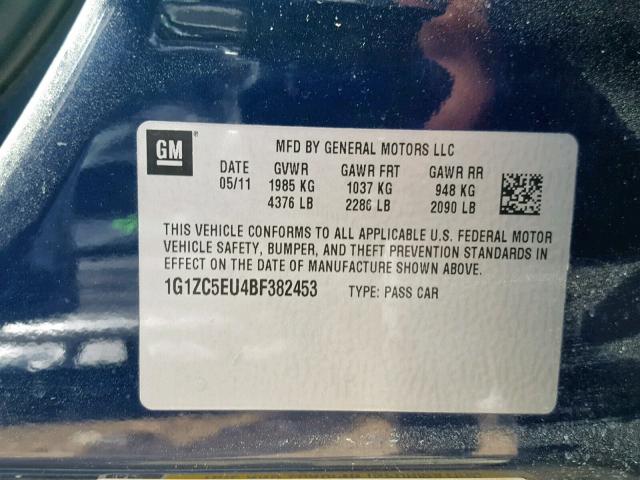 GM
MFD BY GENERAL MOTORS LLC
DATE GVWR GAWR FRT GAWR RR
05/11 1985 KG 1037 KG 948 KG
4376 LB 2286 LB 2090 LB
THIS VEHICLE CONFORMS TO ALL APPLICABLE U.S. FEDERAL MOTOR
VEHICLE SAFETY, BUMPER, AND THEFT PREVENTION STANDARDS IN
EFFECT ON THE DATE OF MANUFACTURE SHOWN ABOVE.
1G1ZC5EU4BF382453 TYPE: PASS CAR